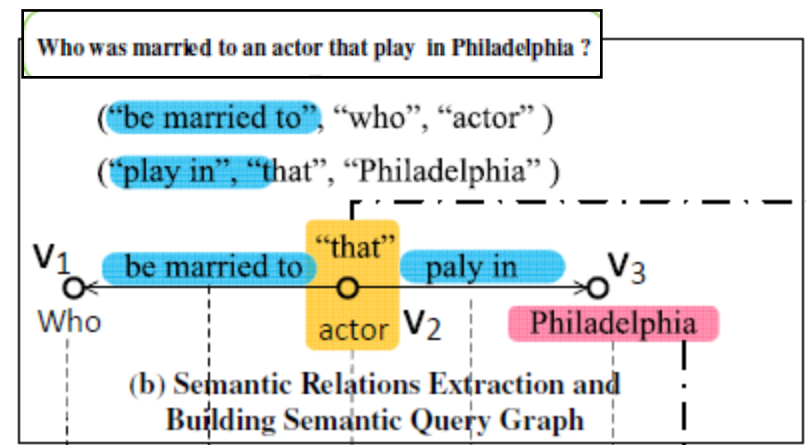 Who was married to an actor that play in Philadelphia ?
(“be married to”, “who”, “actor” )
(“play in”, “that”, “Philadelphia” )
“that”
V1 be married to paly in V3
Who actor V2 Philadelphia
(b) Semantic Relations Extraction and
Building Semantic Query Graph